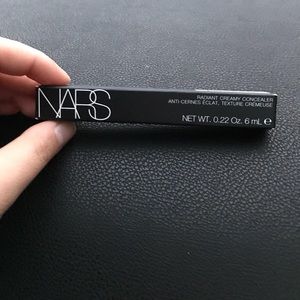 NARS
RADIANT CREAMY CONCEALER
ANTI-CERNES ÉCLAT, TEXTURE CRÉMEUSE
NET WT. 0.22 Oz. 6 mL ℮